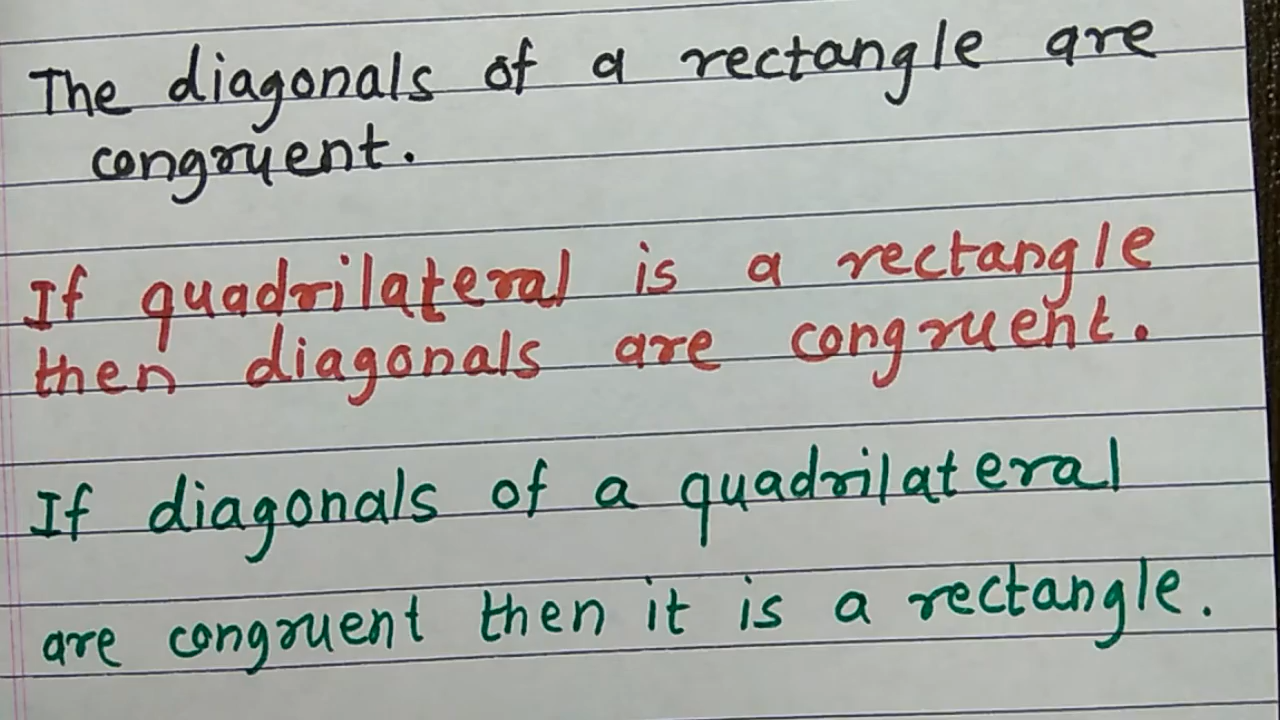 The diagonals of a rectangle are
congruent.
If quadrilateral is a rectangle
then diagonals are congruent.
If diagonals of a quadrilateral
are congruent then it is a rectangle.